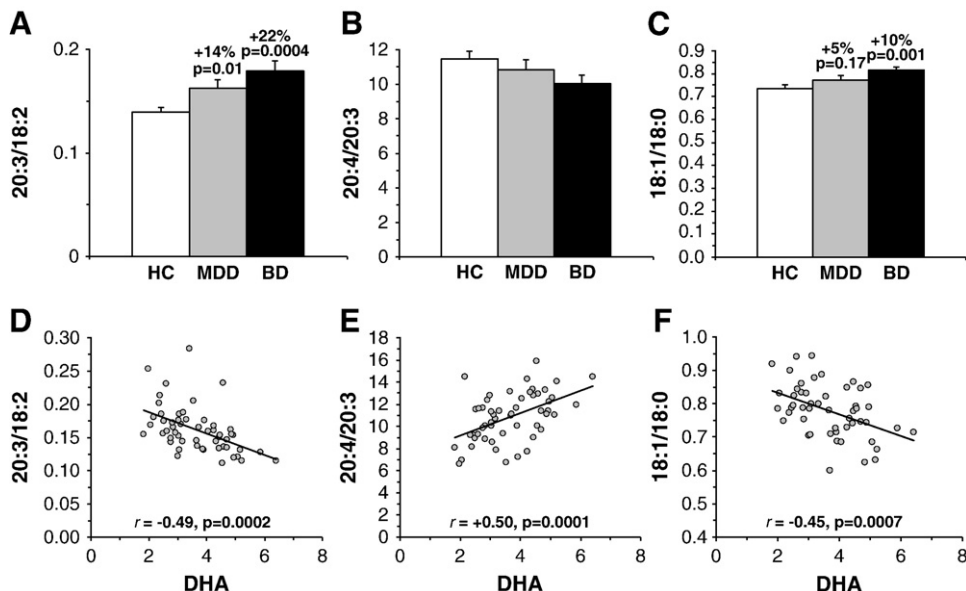 A
B
C
20:3/18:2
0.2
0.1
0
+14%
p=0.01
+22%
p=0.0004
HC MDD BD
20:4/20:3
12
10
8
6
4
2
0
HC MDD BD
18:1/18:0
0.9
0.8
0.7
0.6
0.5
0.4
0.3
0.2
0.1
0.0
+5%
p=0.17
+10%
p=0.001
HC MDD BD
D
E
F
20:3/18:2
0.30
0.25
0.20
0.15
0.10
0.05
0.00
r = -0.49, p=0.0002
0 2 4 6 8
DHA
20:4/20:3
18
16
14
12
10
8
6
4
2
0
r = +0.50, p=0.0001
0 2 4 6 8
DHA
18:1/18:0
1.0
0.9
0.8
0.7
0.6
0.5
0.4
r = -0.45, p=0.0007
0 2 4 6 8
DHA